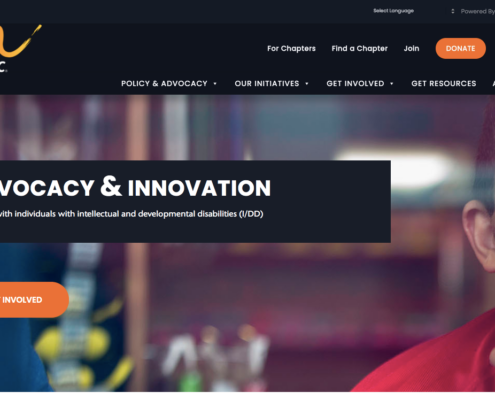 Select Language
Powered By
For Chapters Find a Chapter Join DONATE
C.
POLICY & ADVOCACY OUR INITIATIVES GET INVOLVED GET RESOURCES A
VOCACY & INNOVATION
with individuals with intellectual and developmental disabilities (I/DD)
INVOLVED